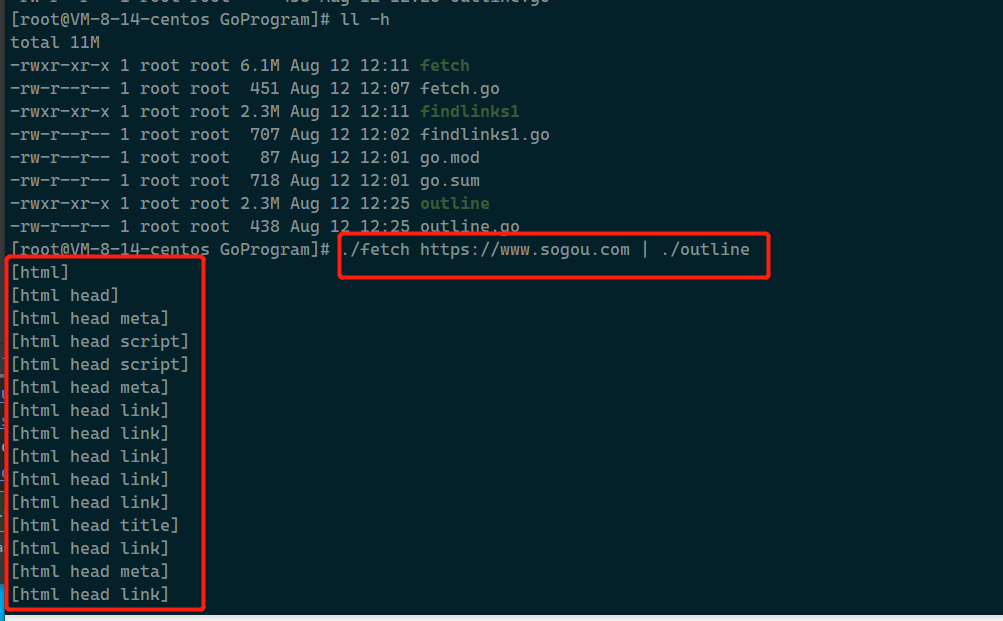 [root@VM-8-14-centos GoProgram]# ll -h
total 11M
-rwxr-xr-x 1 root root 6.1M Aug 12 12:11 fetch
-rw-r--r-- 1 root root  451 Aug 12 12:07 fetch.go
-rwxr-xr-x 1 root root 2.3M Aug 12 12:11 findlinks1
-rw-r--r-- 1 root root  707 Aug 12 12:02 findlinks1.go
-rw-r--r-- 1 root root   87 Aug 12 12:01 go.mod
-rw-r--r-- 1 root root  718 Aug 12 12:01 go.sum
-rwxr-xr-x 1 root root 2.3M Aug 12 12:25 outline
-rw-r--r-- 1 root root  438 Aug 12 12:25 outline.go
[root@VM-8-14-centos GoProgram]# ./fetch https://www.sogou.com | ./outline
[html]
[html head]
[html head meta]
[html head script]
[html head script]
[html head meta]
[html head link]
[html head link]
[html head link]
[html head link]
[html head link]
[html head title]
[html head link]
[html head meta]
[html head link]